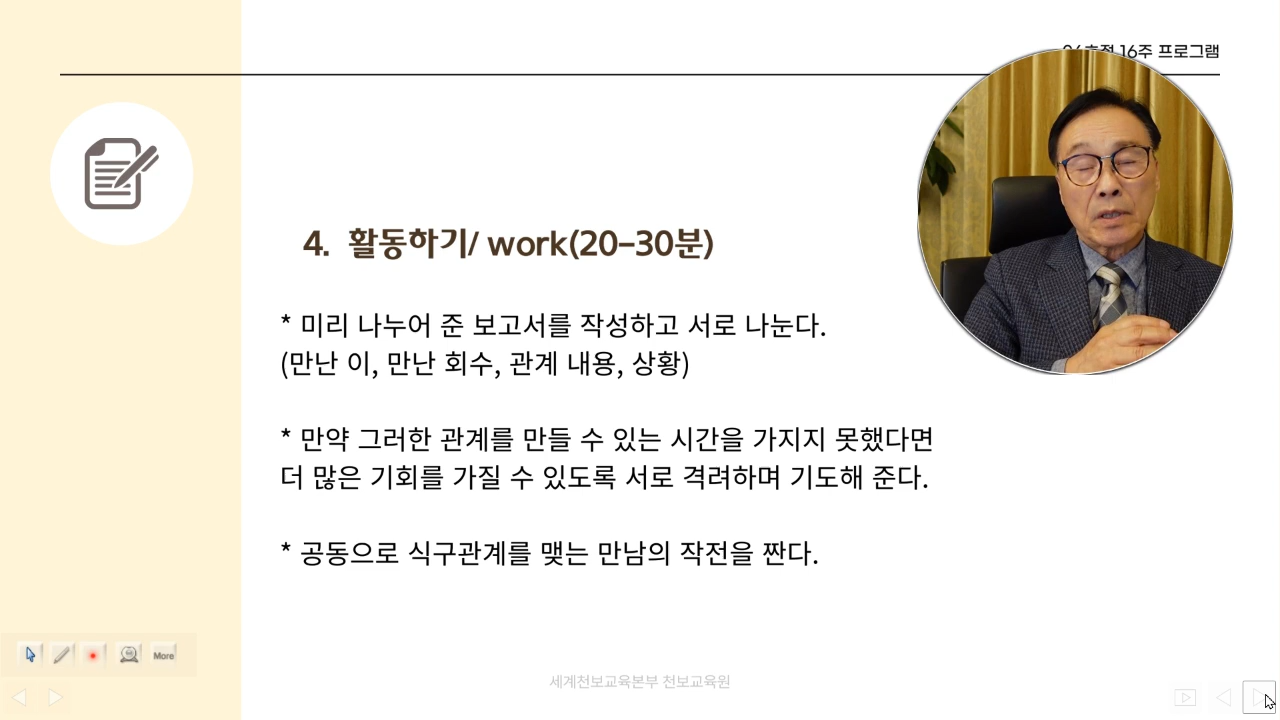 16주 프로그램
4. 활동하기/ work(20-30분)
* 미리 나누어 준 보고서를 작성하고 서로 나눈다.
(만난 이, 만난 회수, 관계 내용, 상황)
* 만약 그러한 관계를 만들 수 있는 시간을 가지지 못했다면
더 많은 기회를 가질 수 있도록 서로 격려하며 기도해 준다.
* 공동으로 식구관계를 맺는 만남의 작전을 짠다.
More
세계천보교육본부 천보교육원